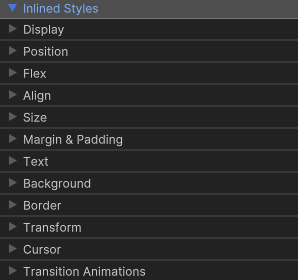 Inlined Styles
Display
Position
Flex
Align
Size
Margin & Padding
Text
Background
Border
Transform
Cursor
Transition Animations